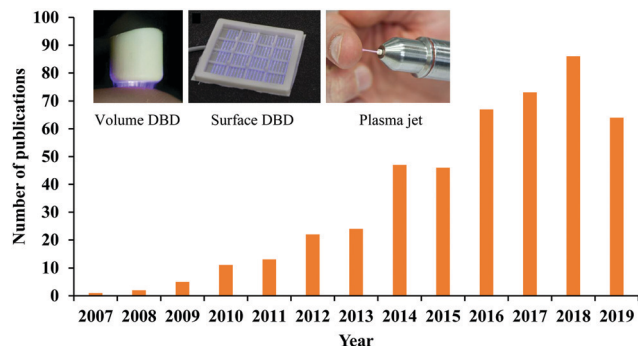 100
90
80
70
60
50
40
30
20
10
0
Number of publications
Volume DBD
Surface DBD
Plasma jet
2007 2008 2009 2010 2011 2012 2013 2014 2015 2016 2017 2018 2019
Year